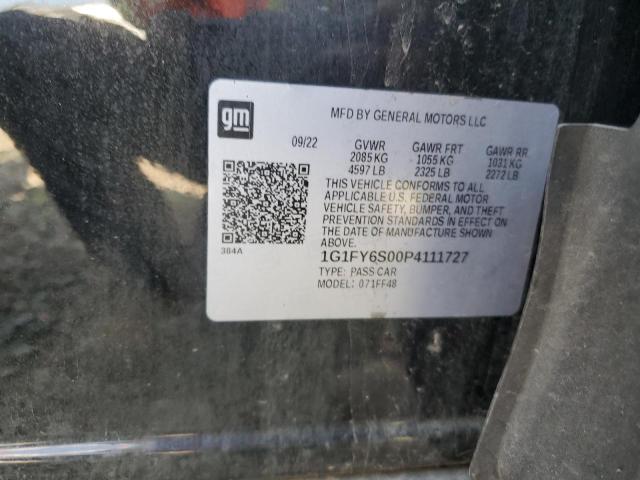 gm
MFD BY GENERAL MOTORS LLC
09/22 GVWR GAWR FRT GAWR RR
2085 KG 1055 KG 1031 KG
4597 LB 2325 LB 2272 LB
THIS VEHICLE CONFORMS TO ALL
APPLICABLE U.S. FEDERAL MOTOR
VEHICLE SAFETY, BUMPER, AND THEFT
PREVENTION STANDARDS IN EFFECT ON
THE DATE OF MANUFACTURE SHOWN
ABOVE.
384A
1G1FY6S00P4111727
TYPE: PASS CAR
MODEL: 071FF48